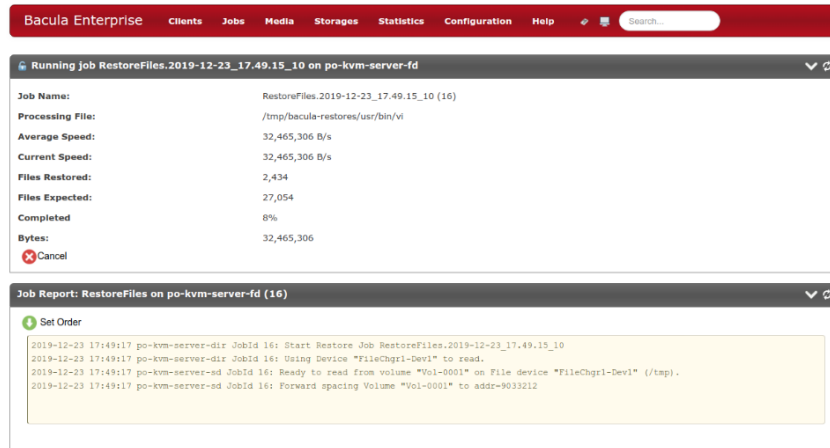 Bacula Enterprise Clients Jobs Media Storages Statistics Configuration Help Search...
Running job RestoreFiles.2019-12-23_17.49.15_10 on po-kvm-server-fd
Job Name: RestoreFiles.2019-12-23_17.49.15_10 (16)
Processing File: /tmp/bacula-restores/usr/bin/vi
Average Speed: 32,465,306 B/s
Current Speed: 32,465,306 B/s
Files Restored: 2,434
Files Expected: 27,054
Completed 8%
Bytes: 32,465,306
Cancel
Job Report: RestoreFiles on po-kvm-server-fd (16)
Set Order
2019-12-23 17:49:17 po-kvm-server-dir JobId 16: Start Restore Job RestoreFiles.2019-12-23_17.49.15_10
2019-12-23 17:49:17 po-kvm-server-dir JobId 16: Using Device "FileChgr1-Dev1" to read.
2019-12-23 17:49:17 po-kvm-server-sd JobId 16: Ready to read from volume "Vol-0001" on File device "FileChgr1-Dev1" (/tmp).
2019-12-23 17:49:17 po-kvm-server-sd JobId 16: Forward spacing Volume "Vol-0001" to addr=9033212